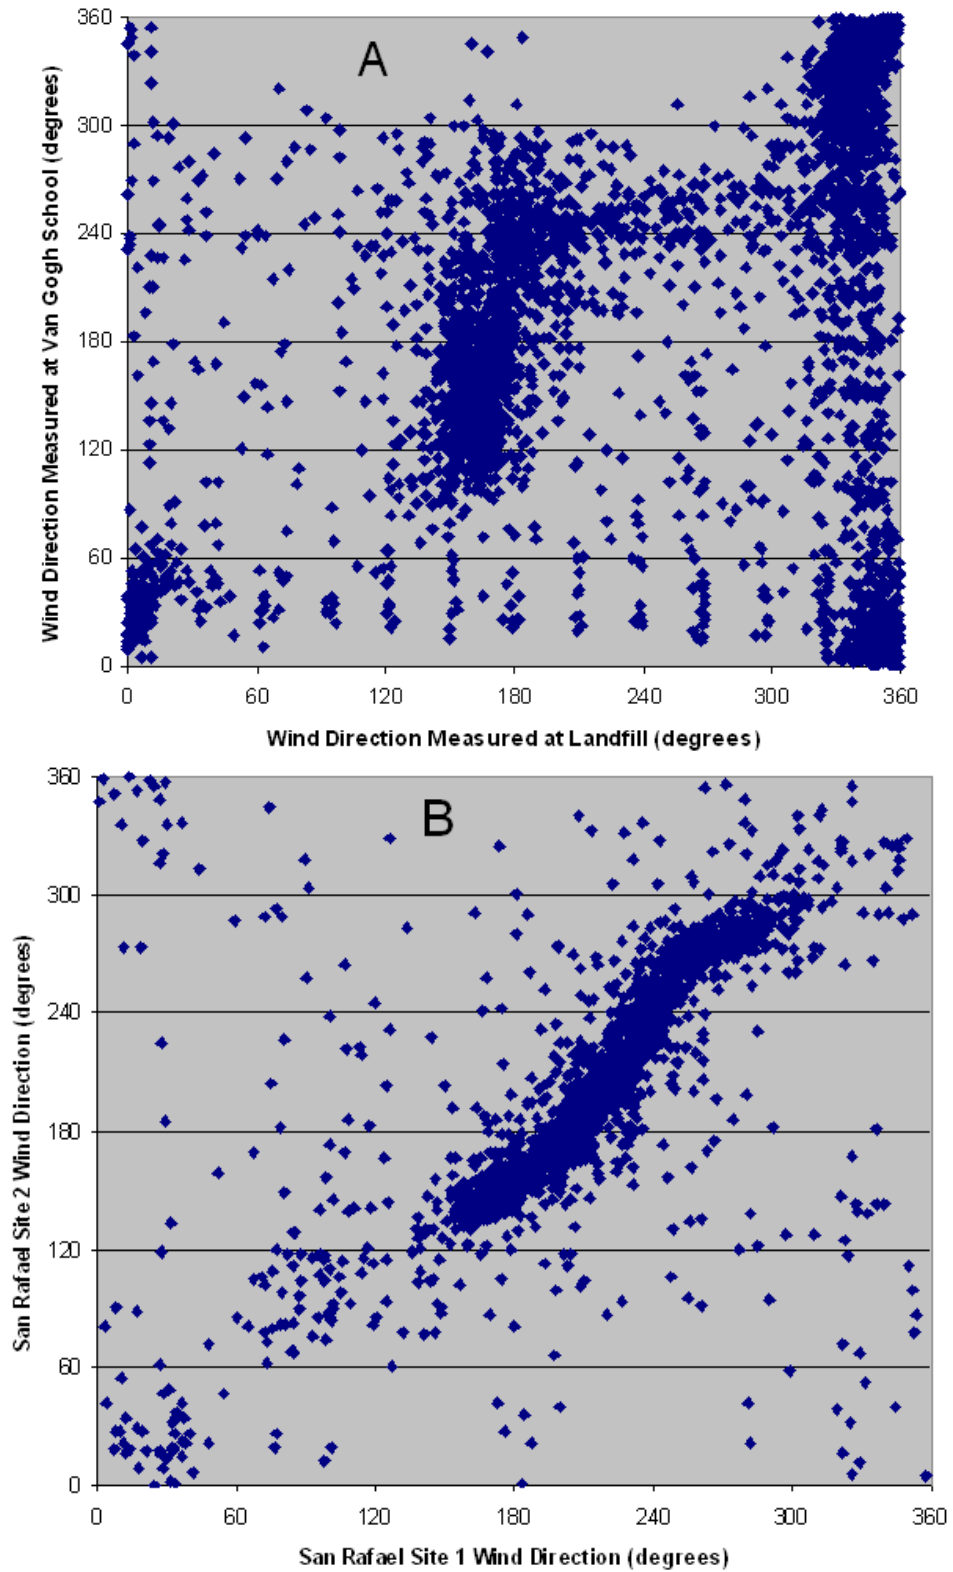 A
Wind Direction Measured at Van Gogh School (degrees)
360
300
240
180
120
60
0
0 60 120 180 240 300 360
Wind Direction Measured at Landfill (degrees)
B
San Rafael Site 2 Wind Direction (degrees)
360
300
240
180
120
60
0
0 60 120 180 240 300 360
San Rafael Site 1 Wind Direction (degrees)